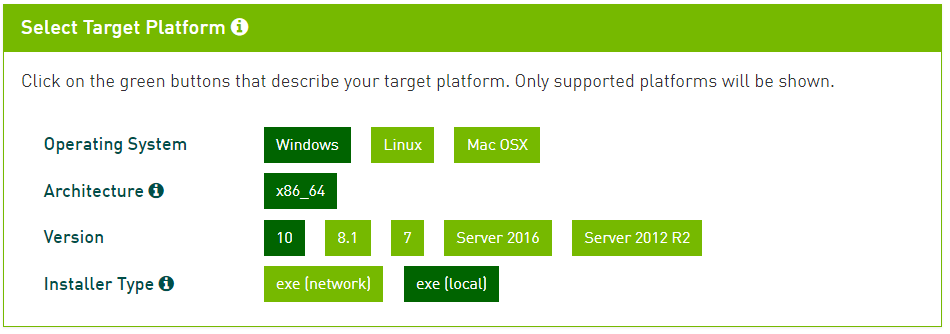 Select Target Platform
Click on the green buttons that describe your target platform. Only supported platforms will be shown.
Operating System Windows Linux Mac OSX
Architecture x86_64
Version 10 8.1 7 Server 2016 Server 2012 R2
Installer Type exe (network) exe (local)